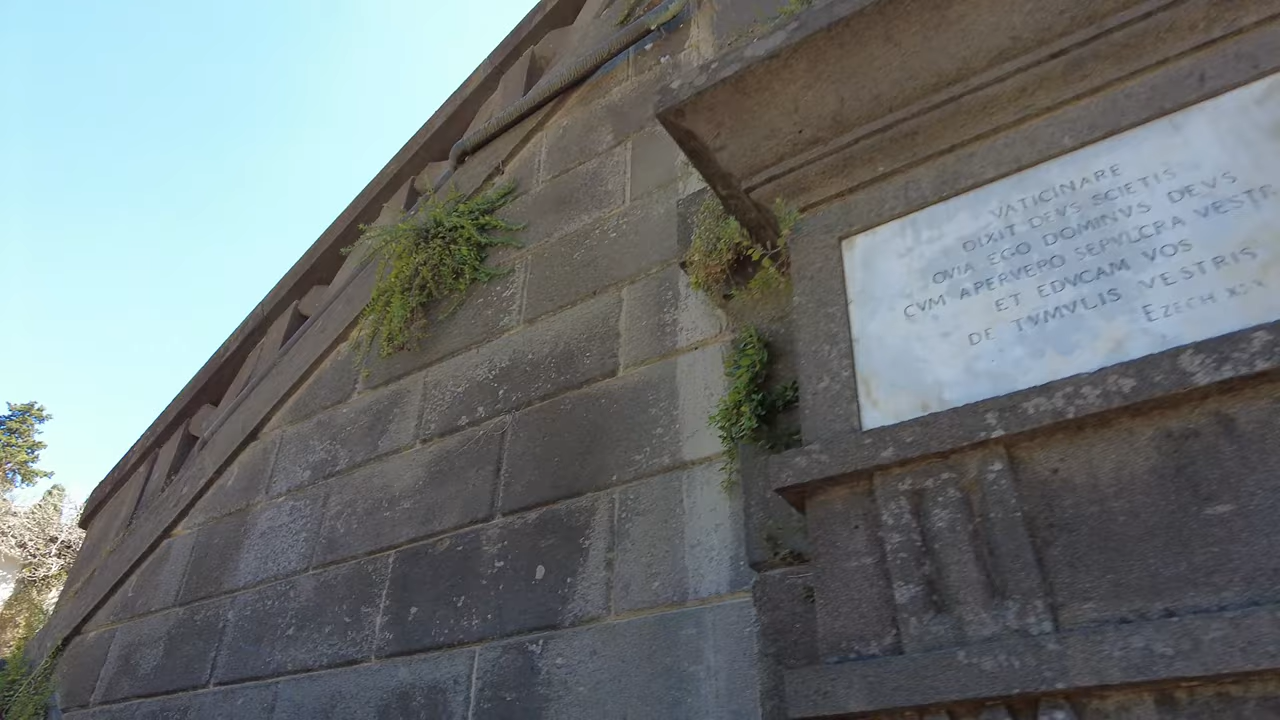 VATICINARE
DIXIT DEVS SCIETIS
QVIA EGO DOMINVS DEVS
CVM APERVERO SEPVLCRA VESTR
ET EDVCAM VOS
DE TVMVLIS VESTRIS
EZECH